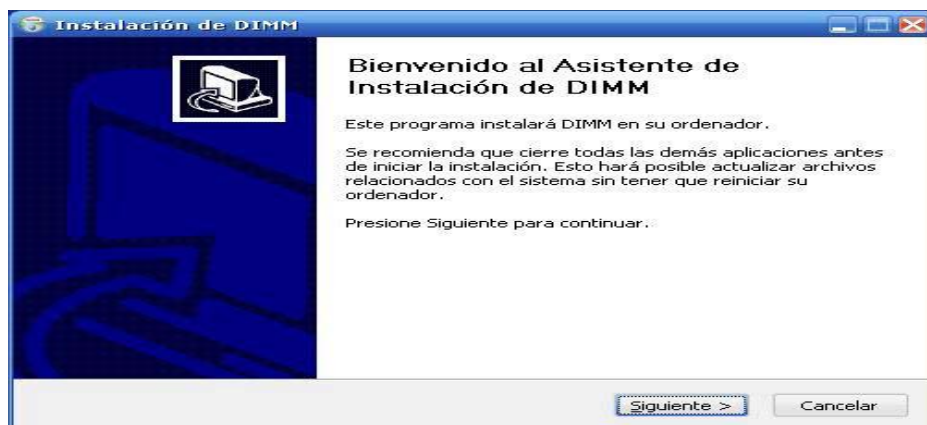 Instalación de DIMM
Bienvenido al Asistente de
Instalación de DIMM
Este programa instalará DIMM en su ordenador.
Se recomienda que cierre todas las demás aplicaciones antes
de iniciar la instalación. Esto hará posible actualizar archivos
relacionados con el sistema sin tener que reiniciar su
ordenador.
Presione Siguiente para continuar.
Siguiente >
Cancelar